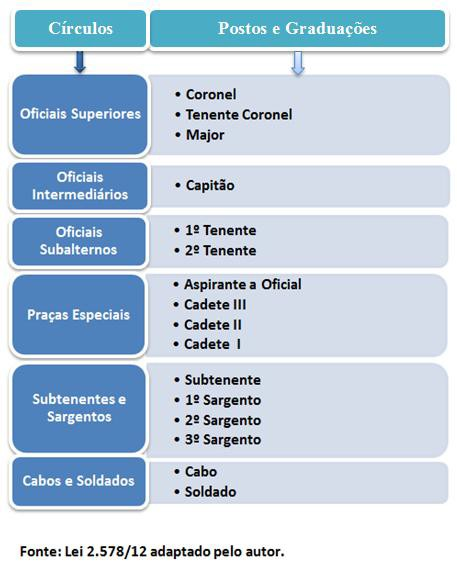 Círculos
Postos e Graduações
Oficiais Superiores
• Coronel
• Tenente Coronel
• Major
Oficiais
Intermediários
• Capitão
Oficiais
Subalternos
• 1º Tenente
• 2º Tenente
Praças Especiais
• Aspirante a Oficial
• Cadete III
• Cadete II
• Cadete I
Subtenentes e
Sargentos
• Subtenente
• 1º Sargento
• 2º Sargento
• 3º Sargento
Cabos e Soldados
• Cabo
• Soldado
Fonte: Lei 2.578/12 adaptado pelo autor.